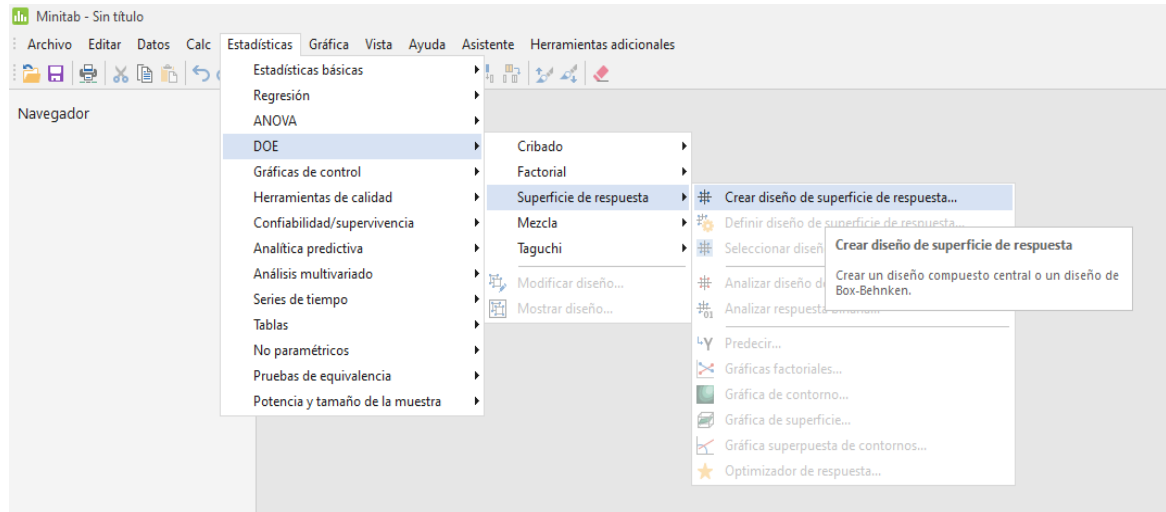 Minitab - Sin título
Archivo Editar Datos Calc Estadísticas Gráfica Vista Ayuda Asistente Herramientas adicionales
Navegador
Estadísticas básicas
Regresión
ANOVA
DOE
Gráficas de control
Herramientas de calidad
Confiabilidad/supervivencia
Analítica predictiva
Análisis multivariado
Series de tiempo
Tablas
No paramétricos
Pruebas de equivalencia
Potencia y tamaño de la muestra
Cribado
Factorial
Superficie de respuesta
Mezcla
Taguchi
Modificar diseño...
Mostrar diseño...
Crear diseño de superficie de respuesta...
Definir diseño de superficie de respuesta...
Seleccionar diseñ
Analizar diseño d
Analizar respuesta binaria...
Predecir...
Gráficas factoriales...
Gráfica de contorno...
Gráfica de superficie...
Gráfica superpuesta de contornos...
Optimizador de respuesta...
Crear diseño de superficie de respuesta
Crear un diseño compuesto central o un diseño de
Box-Behnken.